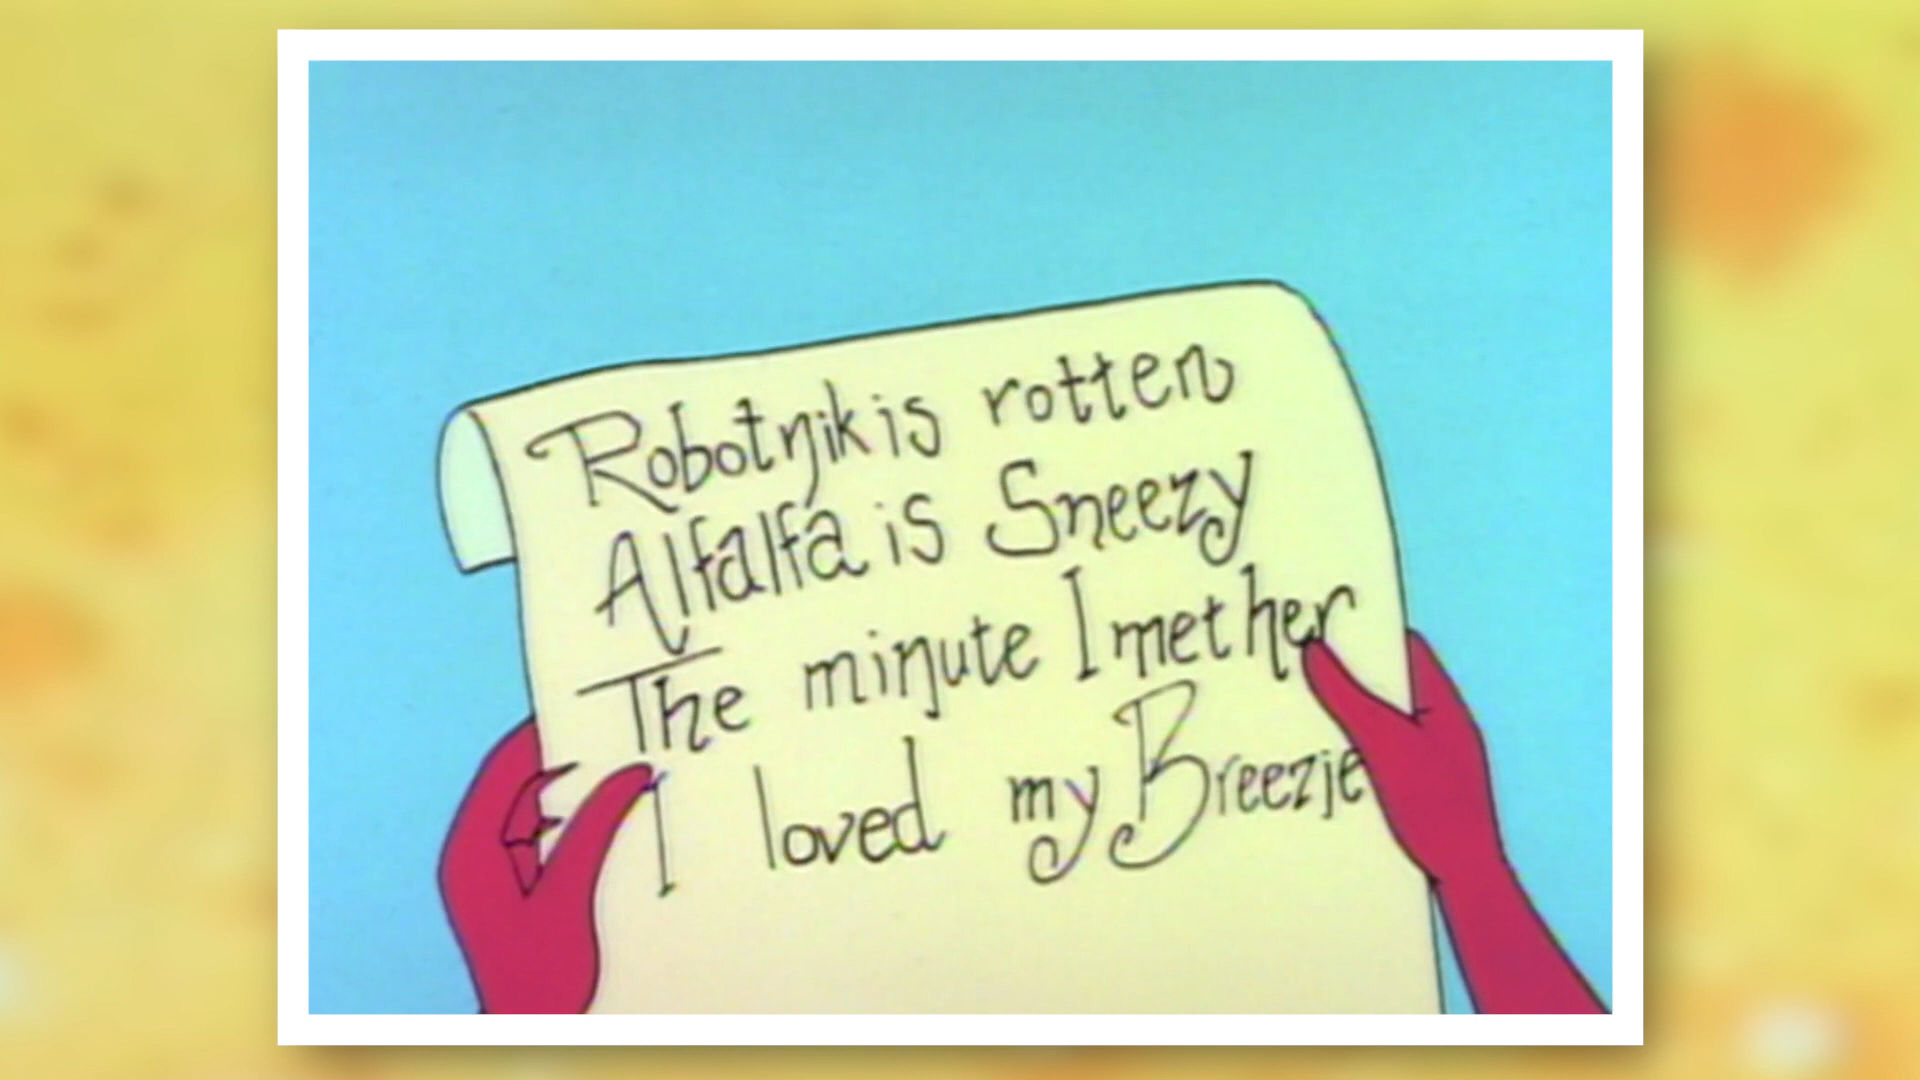 Robotnik is rotten
Alfalfa is Sneezy
The minute I met her
I loved my Breezie